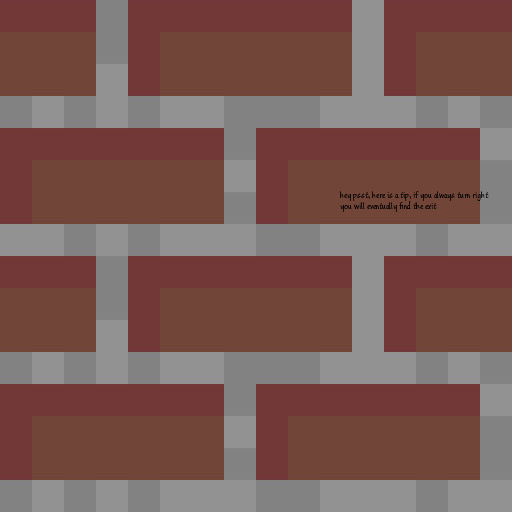 hey psst, here is a tip, if you always turn right
you will eventually find the exit